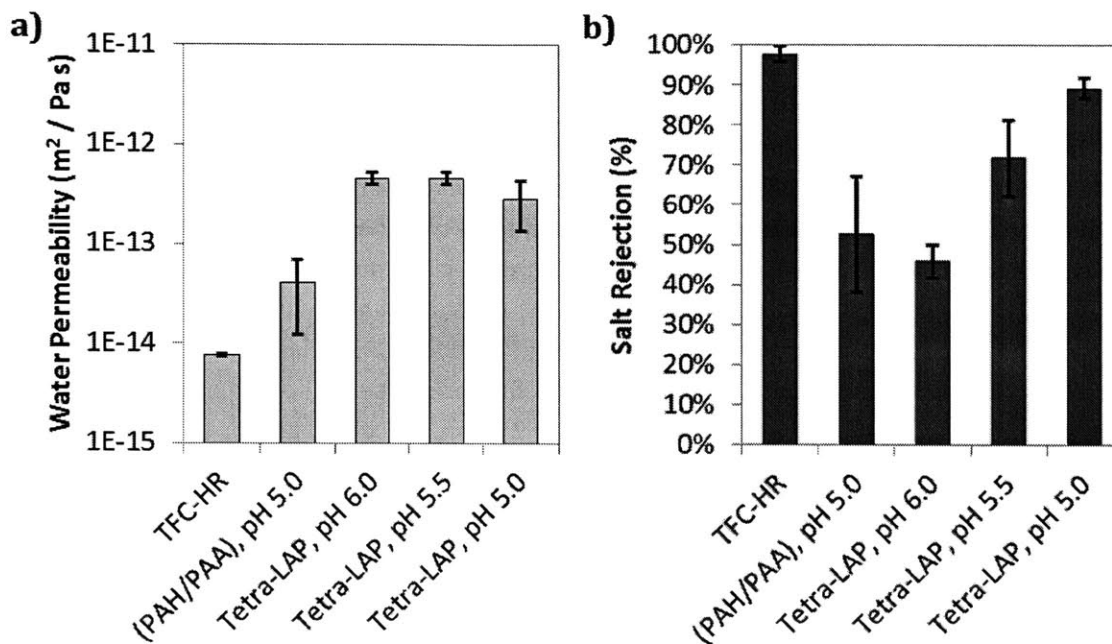 a)
Water Permeability (m² / Pa s)
1E-11
1E-12
1E-13
1E-14
1E-15
TFC-HR
(PAH/PAA), pH 5.0
Tetra-LAP, pH 6.0
Tetra-LAP, pH 5.5
Tetra-LAP, pH 5.0
b)
Salt Rejection (%)
100%
90%
80%
70%
60%
50%
40%
30%
20%
10%
0%
TFC-HR
(PAH/PAA), pH 5.0
Tetra-LAP, pH 6.0
Tetra-LAP, pH 5.5
Tetra-LAP, pH 5.0